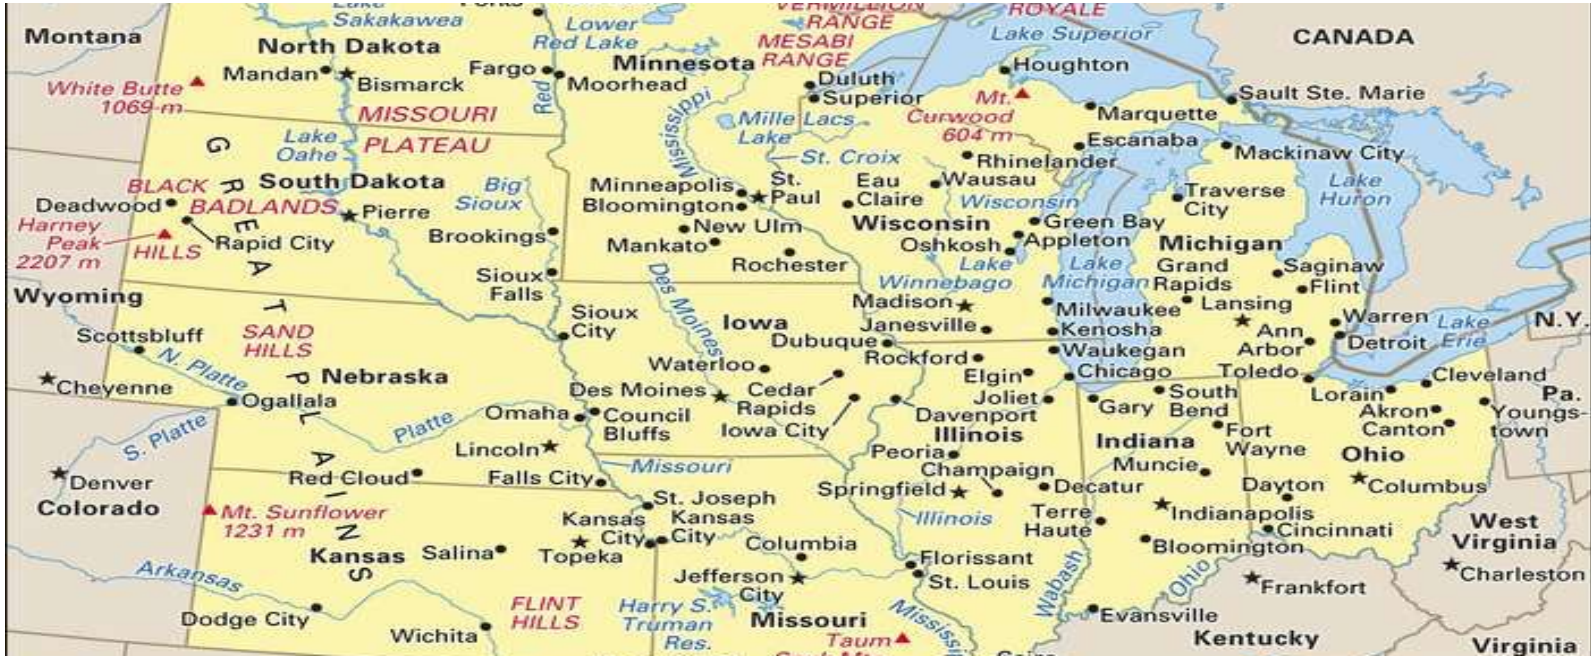 Lake
Sakakawea
Forks
Lower
Red Lake
VERMILLION
RANGE
MESABI
RANGE
ROYALE
Lake Superior
CANADA
Montana
North Dakota
Mandan
Bismarck
Fargo
Moorhead
Minnesota
Duluth
Superior
Houghton
White Butte
1069 m
MISSOURI
PLATEAU
Red
Mississippi
Mille Lacs
Lake
Mt.
Curwood
604 m
Marquette
Sault Ste. Marie
Escanaba
Mackinaw City
Lake
Oahe
GREAT PLAINS
St. Croix
Rhinelander
BLACK
HILLS
South Dakota
Big
Sioux
Minneapolis
Bloomington
St.
Paul
Eau
Claire
Wausau
Wisconsin
Traverse
City
Lake
Huron
Deadwood
BADLANDS
Pierre
Harney
Peak
2207 m
Rapid City
Brookings
New Ulm
Mankato
Rochester
Wisconsin
Green Bay
Appleton
Oshkosh
Lake
Winnebago
Lake
Michigan
Michigan
Grand
Rapids
Saginaw
Flint
Lansing
Sioux
Falls
Des Moines
Wyoming
Scottsbluff
SAND
HILLS
Sioux
City
Iowa
Madison
Janesville
Dubuque
Milwaukee
Kenosha
Ann
Arbor
Warren
Detroit
Lake
Erie
N.Y.
N. Platte
Cheyenne
Ogallala
Nebraska
Waterloo
Rockford
Waukegan
Chicago
Toledo
Elgin
Joliet
Des Moines
Cedar
Rapids
Iowa City
Davenport
Gary
South
Bend
Lorain
Cleveland
Akron
Canton
Youngs-
town
Pa.
S. Platte
Platte
Omaha
Council
Bluffs
Lincoln
Illinois
Peoria
Champaign
Indiana
Fort
Wayne
Muncie
Ohio
Denver
Colorado
Red Cloud
Falls City
Missouri
Springfield
Decatur
Dayton
Columbus
Mt. Sunflower
1231 m
St. Joseph
Kansas
City
Kansas
City
Illinois
Terre
Haute
Indianapolis
Bloomington
Cincinnati
West
Virginia
Kansas
Salina
Topeka
Columbia
Florissant
St. Louis
Jefferson
City
Wabash
Ohio
Frankfort
Charleston
Arkansas
Dodge City
Wichita
FLINT
HILLS
Harry S.
Truman
Res.
Missouri
Taum
Evansville
Kentucky
Virginia